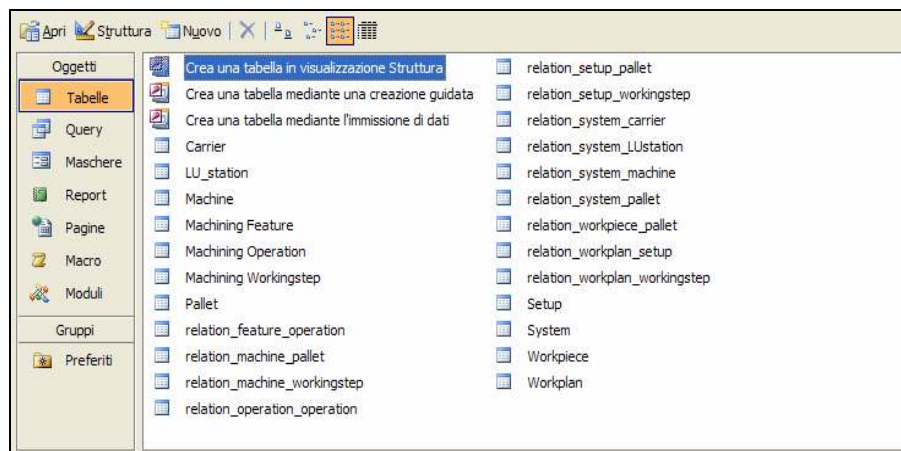 Apri Struttura Nuovo
Oggetti
Tabelle
Query
Maschere
Report
Pagine
Macro
Moduli
Gruppi
Preferiti
Crea una tabella in visualizzazione Struttura
Crea una tabella mediante una creazione guidata
Crea una tabella mediante l'immissione di dati
Carrier
LU_station
Machine
Machining Feature
Machining Operation
Machining Workingstep
Pallet
relation_feature_operation
relation_machine_pallet
relation_machine_workingstep
relation_operation_operation
relation_setup_pallet
relation_setup_workingstep
relation_system_carrier
relation_system_LUstation
relation_system_machine
relation_system_pallet
relation_workpiece_pallet
relation_workplan_setup
relation_workplan_workingstep
Setup
System
Workpiece
Workplan